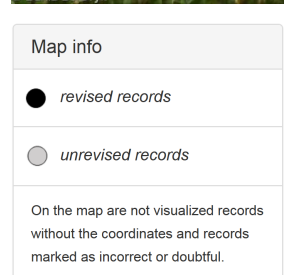 Map info
revised records
unrevised records
On the map are not visualized records
without the coordinates and records
marked as incorrect or doubtful.